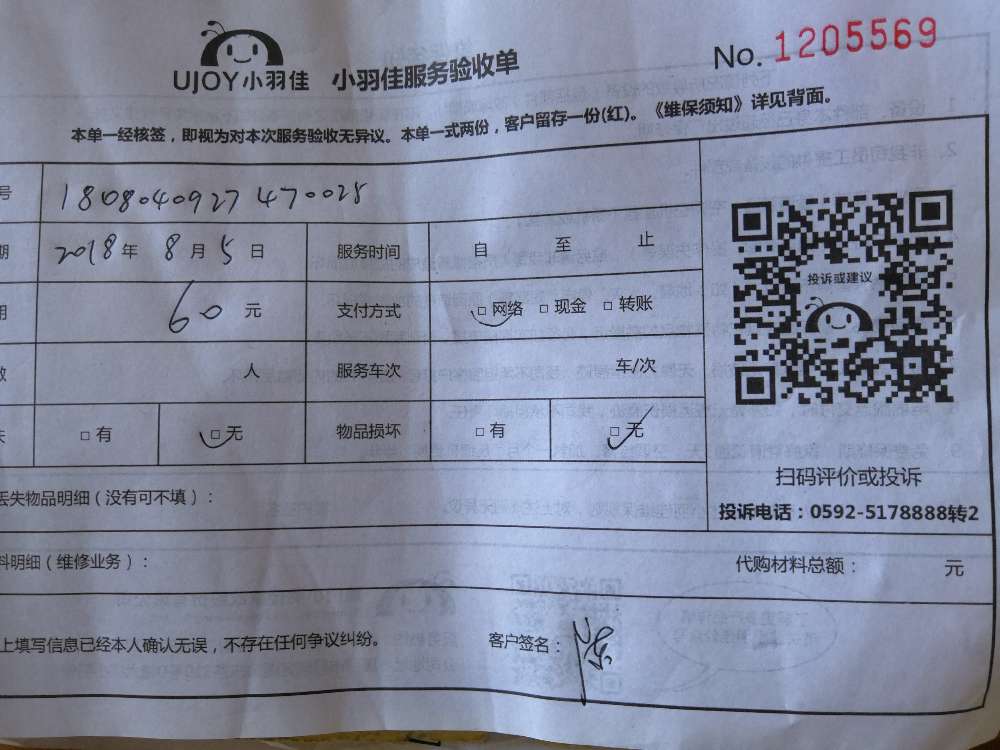 UJOY小羽佳 小羽佳服务验收单 No. 1205569
本单一经核签，即视为对本次服务验收无异议。本单一式两份，客户留存一份(红)。《维保须知》详见背面。
号 1808040927470028
期 2018年 8月5日 服务时间 自 至 止
用 60 元 支付方式 □网络 □现金 □转账
数 人 服务车次 车/次
失 □有 □无 物品损坏 □有 □无
投诉或建议
扫码评价或投诉
丢失物品明细（没有可不填）：
投诉电话：0592-5178888转2
料明细（维修业务）： 代购材料总额： 元
上填写信息已经本人确认无误，不存在任何争议纠纷。 客户签名：